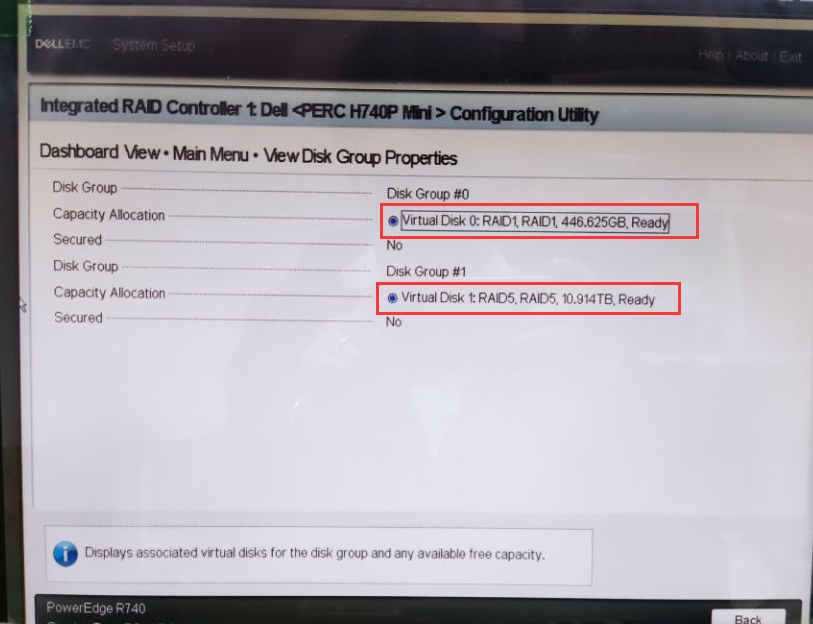 DELLEMC System Setup
Help | About | Exit
Integrated RAID Controller 1: Dell <PERC H740P Mini > Configuration Utility
Dashboard View • Main Menu • View Disk Group Properties
Disk Group Disk Group #0
Capacity Allocation Virtual Disk 0: RAID1, RAID1, 446.625GB, Ready
Secured No
Disk Group Disk Group #1
Capacity Allocation Virtual Disk 1: RAID5, RAID5, 10.914TB, Ready
Secured No
Displays associated virtual disks for the disk group and any available free capacity.
PowerEdge R740
Back